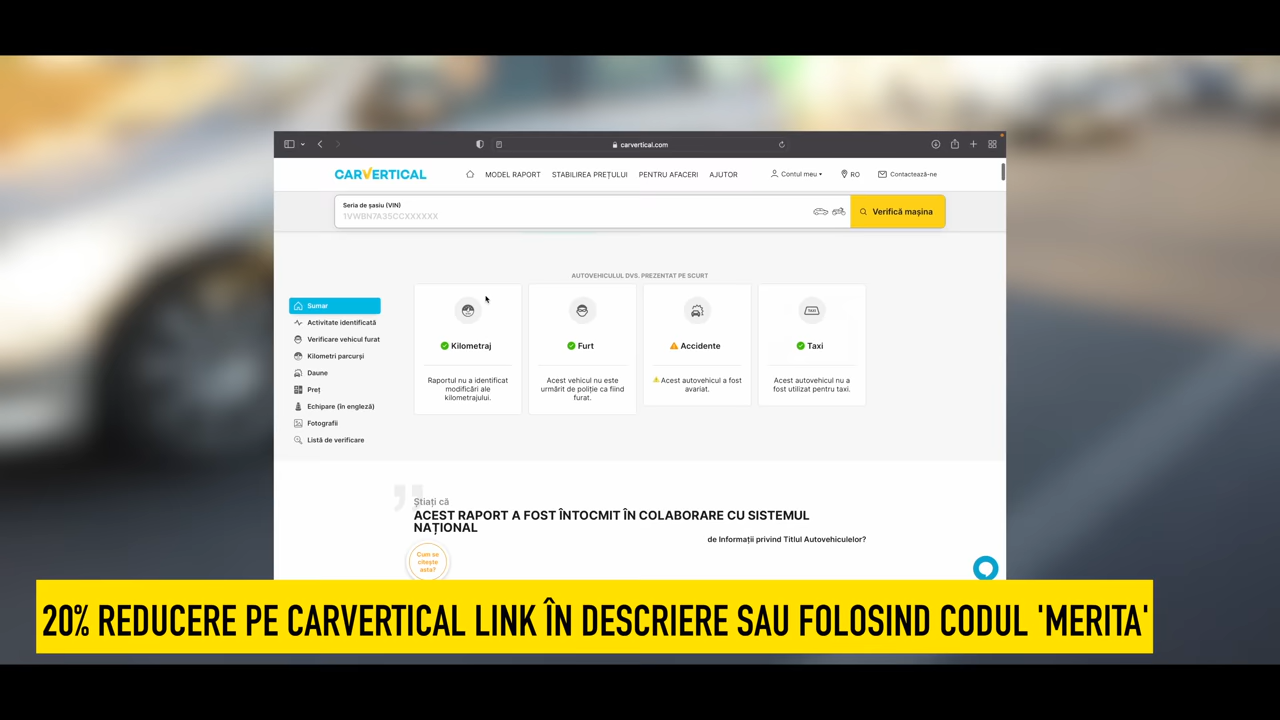 carvertical.com
CARVERTICAL
MODEL RAPORT
STABILIREA PREȚULUI
PENTRU AFACERI
AJUTOR
Contul meu
RO
Contactează-ne
Seria de șasiu (VIN)
1VWBN7A35CCXXXXXX
Verifică mașina
AUTOVEHICULUL DVS. PREZENTAT PE SCURT
Sumar
Activitate identificată
Verificare vehicul furat
Kilometri parcurși
Daune
Preț
Echipare (în engleză)
Fotografii
Listă de verificare
Kilometraj
Raportul nu a identificat
modificări ale
kilometrajului.
Furt
Acest vehicul nu este
urmărit de poliție ca fiind
furat.
Accidente
Acest autovehicul a fost
avariat.
TAXI
Taxi
Acest autovehicul nu a
fost utilizat pentru taxi.
Știați că
ACEST RAPORT A FOST ÎNTOCMIT ÎN COLABORARE CU SISTEMUL
NAȚIONAL
de Informații privind Titlul Autovehiculelor?
Cum se
citește
asta?
20% REDUCERE PE CARVERTICAL LINK ÎN DESCRIERE SAU FOLOSIND CODUL 'MERITA'